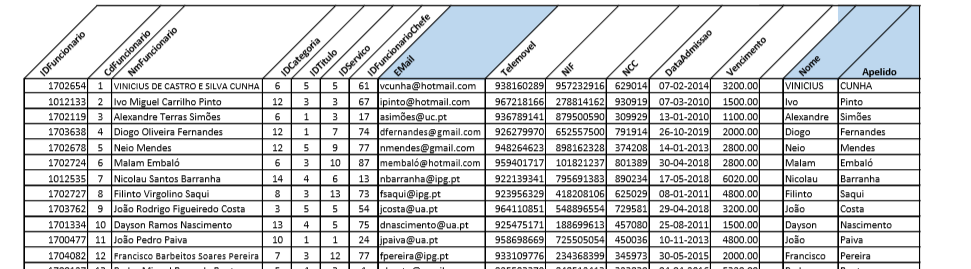 IDFuncionario CdFuncionario NmFuncionario IDCategoria IDTitulo IDServico IDFuncionarioChefe EMail Telemovel NIF NCC DataAdmissao Vencimento Nome Apelido
1702654 1 VINICIUS DE CASTRO E SILVA CUNHA 6 5 5 61 vcunha@hotmail.com 938160289 957232916 629014 07-02-2014 3200.00 VINICIUS CUNHA
1012133 2 Ivo Miguel Carrilho Pinto 12 3 3 67 ipinto@hotmail.com 967218166 278814162 930919 07-03-2010 1500.00 Ivo Pinto
1702119 3 Alexandre Terras Simões 6 1 3 17 asimões@uc.pt 936789141 879500590 309929 13-01-2010 1100.00 Alexandre Simões
1703638 4 Diogo Oliveira Fernandes 12 1 7 74 dfernandes@gmail.com 926279970 652557500 791914 26-10-2019 2000.00 Diogo Fernandes
1702678 5 Neio Mendes 12 5 9 77 nmendes@gmail.com 948264623 898162328 374208 14-01-2013 2800.00 Neio Mendes
1702724 6 Malam Embaló 6 3 10 87 membaló@hotmail.com 959401717 101821237 801389 30-04-2018 2800.00 Malam Embaló
1012535 7 Nicolau Santos Barranha 14 4 6 13 nbarranha@ipg.pt 922139341 795691383 890234 17-05-2018 6020.00 Nicolau Barranha
1702727 8 Filinto Virgolino Saqui 8 3 13 73 fsaqui@ipg.pt 923956329 418208106 625029 08-01-2011 4800.00 Filinto Saqui
1703762 9 João Rodrigo Figueiredo Costa 3 5 5 54 jcosta@ua.pt 964110851 548896554 729581 29-04-2018 3200.00 João Costa
1701334 10 Dayson Ramos Nascimento 13 4 5 75 dnascimento@ua.pt 925475171 188699613 457080 25-08-2011 1500.00 Dayson Nascimento
1700477 11 João Pedro Paiva 10 1 1 24 jpaiva@ua.pt 958698669 725505054 450036 10-11-2013 4800.00 João Paiva
1704082 12 Francisco Barbeitos Soares Pereira 7 3 12 77 fpereira@ipg.pt 933109776 234368399 345973 30-05-2015 2000.00 Francisco Pereira